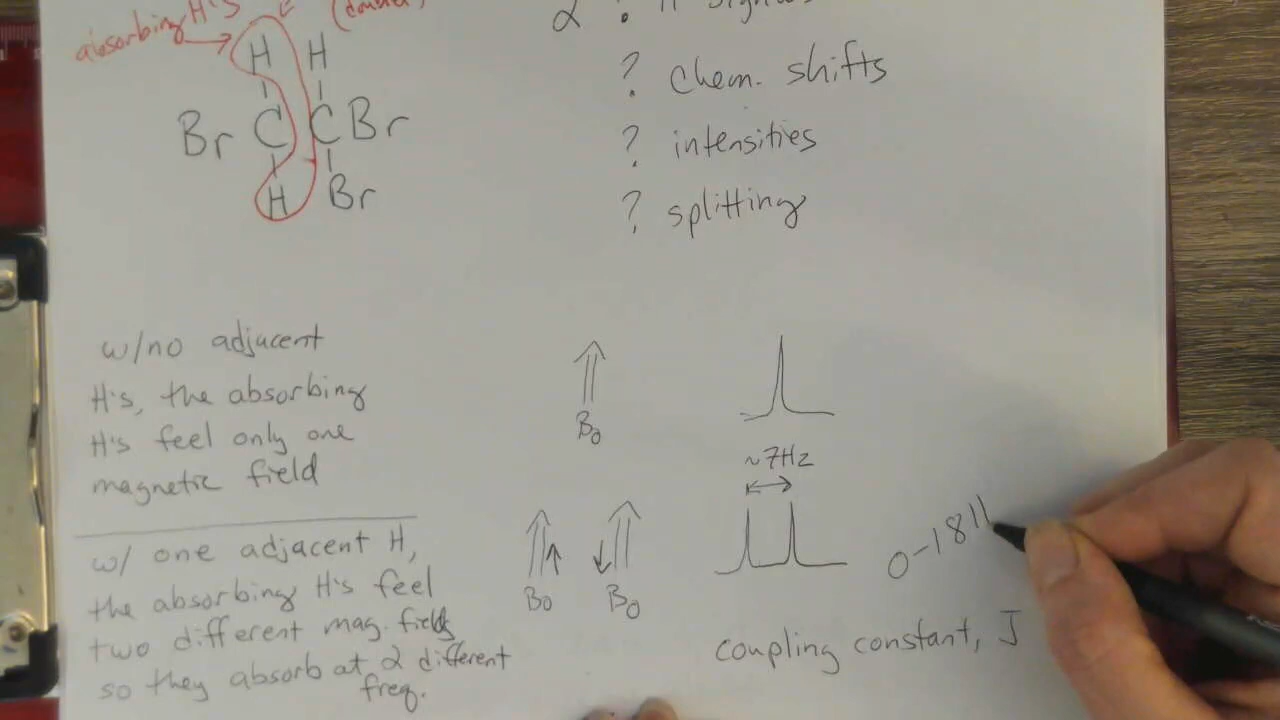 absorbing H's
2 :
H H
? chem. shifts
Br C C Br
? intensities
H Br
? splitting
w/no adjacent
H's, the absorbing
H's feel only one
magnetic field
B0
~7Hz
w/ one adjacent H,
the absorbing H's feel
two different mag. fields
so they absorb at 2 different
freq.
B0 B0
0-18
coupling constant, J